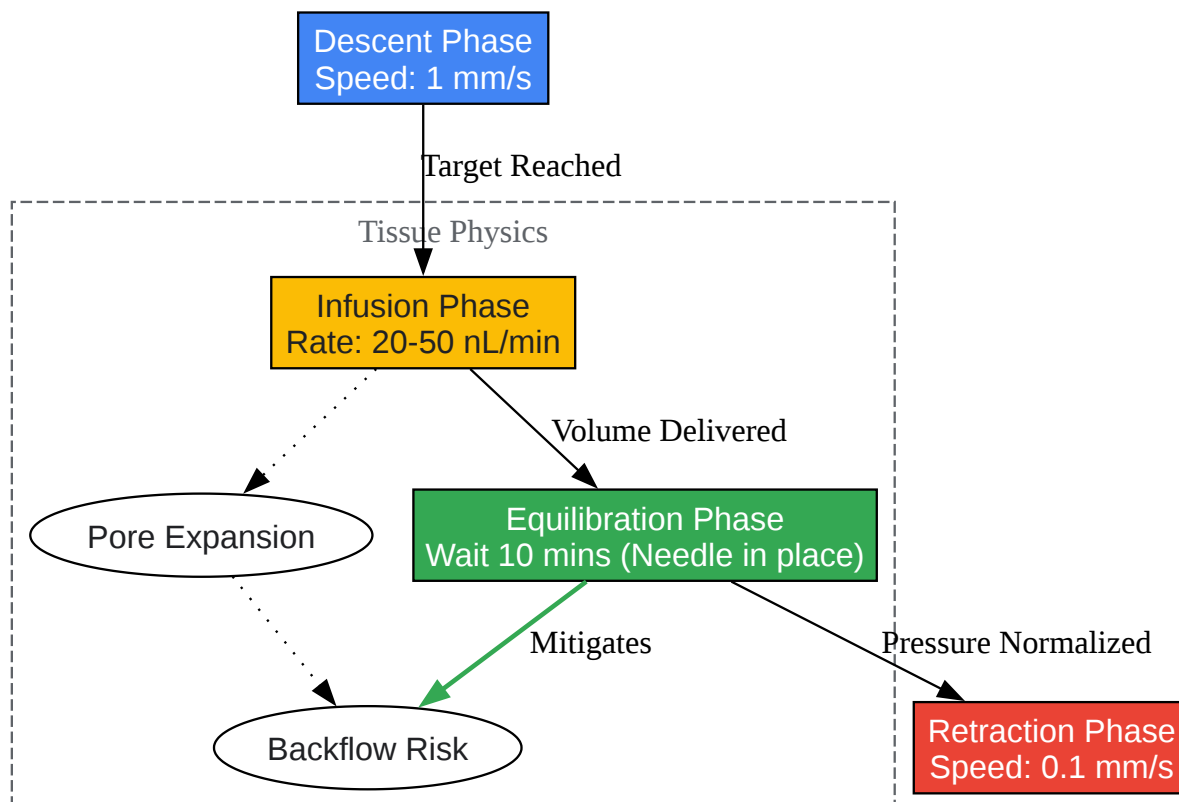 Descent Phase
Speed: 1 mm/s
Target Reached
Tissue Physics
Infusion Phase
Rate: 20-50 nL/min
Volume Delivered
Pore Expansion
Equilibration Phase
Wait 10 mins (Needle in place)
Mitigates
Pressure Normalized
Backflow Risk
Retraction Phase
Speed: 0.1 mm/s